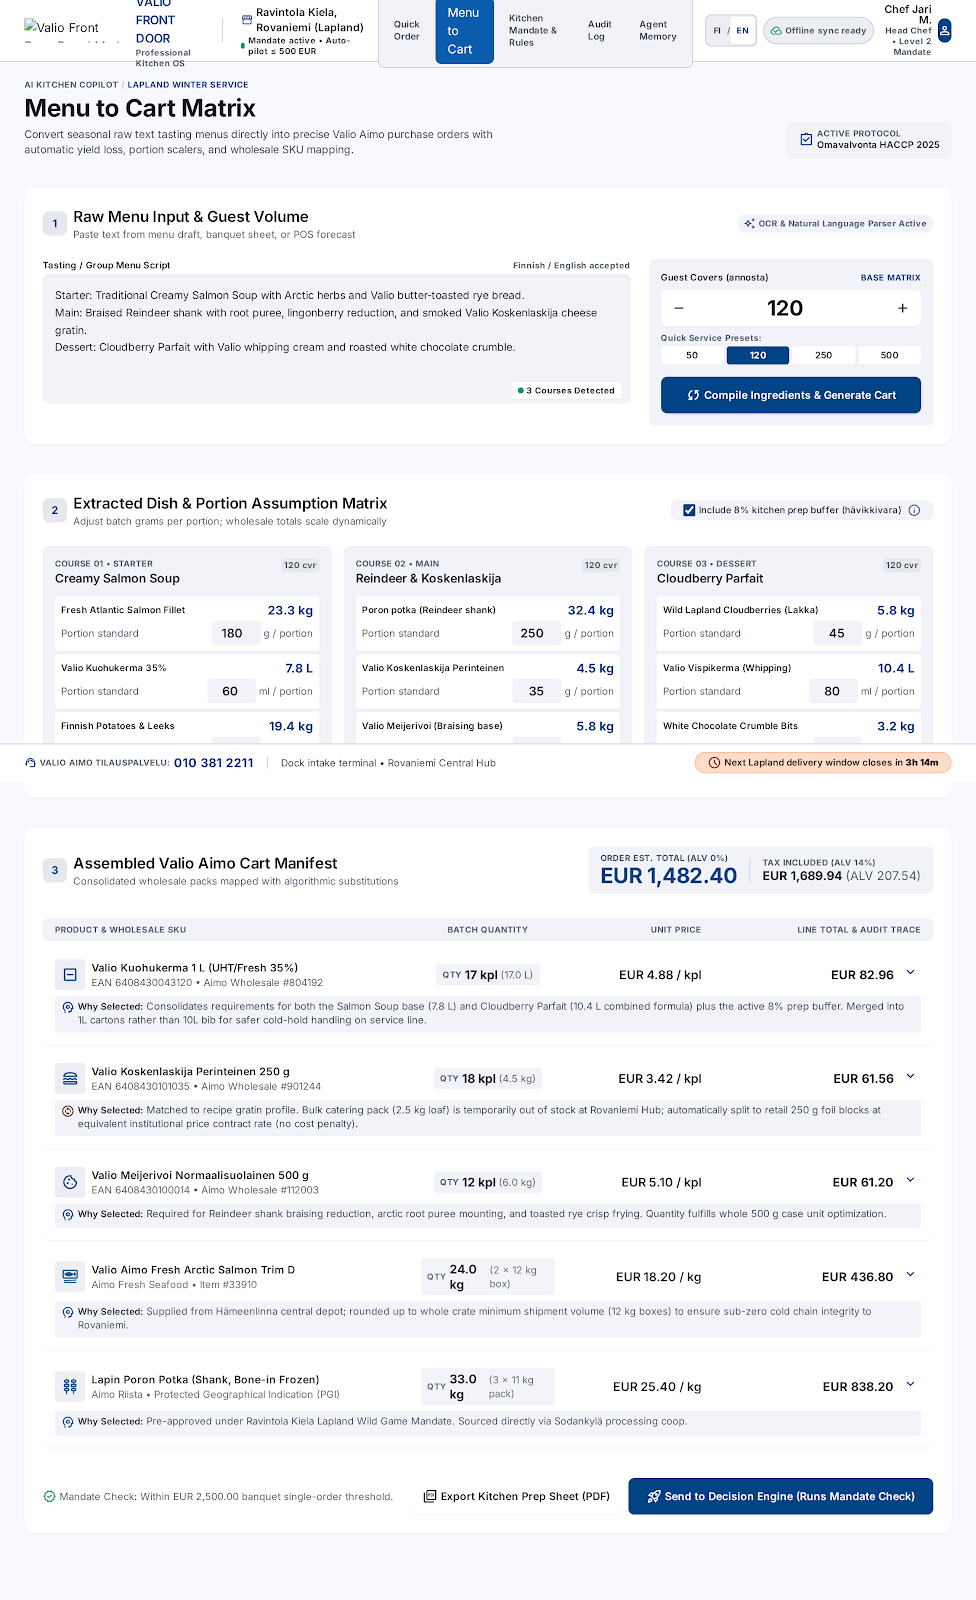 Valio Front
VALIO
FRONT
DOOR
Professional
Kitchen OS
Ravintola Kiela,
Rovaniemi (Lapland)
Mandate active • Auto-
pilot ≤ 500 EUR
Quick
Order
Menu
to
Cart
Kitchen
Mandate &
Rules
Audit
Log
Agent
Memory
FI / EN
Offline sync ready
Chef Jari
M.
Head Chef
• Level 2
Mandate
AI KITCHEN COPILOT / LAPLAND WINTER SERVICE
Menu to Cart Matrix
Convert seasonal raw text tasting menus directly into precise Valio Aimo purchase orders with
automatic yield loss, portion scalers, and wholesale SKU mapping.
ACTIVE PROTOCOL
Omavalvonta HACCP 2025
1
Raw Menu Input & Guest Volume
Paste text from menu draft, banquet sheet, or POS forecast
OCR & Natural Language Parser Active
Tasting / Group Menu Script
Finnish / English accepted
Starter: Traditional Creamy Salmon Soup with Arctic herbs and Valio butter-toasted rye bread.
Main: Braised Reindeer shank with root puree, lingonberry reduction, and smoked Valio Koskenlaskija cheese
gratin.
Dessert: Cloudberry Parfait with Valio whipping cream and roasted white chocolate crumble.
3 Courses Detected
Guest Covers (annosta)
BASE MATRIX
− 120 +
Quick Service Presets:
50 120 250 500
Compile Ingredients & Generate Cart
2
Extracted Dish & Portion Assumption Matrix
Adjust batch grams per portion; wholesale totals scale dynamically
Include 8% kitchen prep buffer (hävikkivara)
COURSE 01 • STARTER
120 cvr
Creamy Salmon Soup
Fresh Atlantic Salmon Fillet 23.3 kg
Portion standard 180 g / portion
Valio Kuohukerma 35% 7.8 L
Portion standard 60 ml / portion
Finnish Potatoes & Leeks 19.4 kg
COURSE 02 • MAIN
120 cvr
Reindeer & Koskenlaskija
Poron potka (Reindeer shank) 32.4 kg
Portion standard 250 g / portion
Valio Koskenlaskija Perinteinen 4.5 kg
Portion standard 35 g / portion
Valio Meijerivoi (Braising base) 5.8 kg
COURSE 03 • DESSERT
120 cvr
Cloudberry Parfait
Wild Lapland Cloudberries (Lakka) 5.8 kg
Portion standard 45 g / portion
Valio Vispikerma (Whipping) 10.4 L
Portion standard 80 ml / portion
White Chocolate Crumble Bits 3.2 kg
VALIO AIMO TILAUSPALVELU: 010 381 2211
Dock intake terminal • Rovaniemi Central Hub
Next Lapland delivery window closes in 3h 14m
3
Assembled Valio Aimo Cart Manifest
Consolidated wholesale packs mapped with algorithmic substitutions
ORDER EST. TOTAL (ALV 0%)
EUR 1,482.40
TAX INCLUDED (ALV 14%)
EUR 1,689.94 (ALV 207.54)
PRODUCT & WHOLESALE SKU BATCH QUANTITY UNIT PRICE LINE TOTAL & AUDIT TRACE
Valio Kuohukerma 1 L (UHT/Fresh 35%)
EAN 6408430043120 • Aimo Wholesale #804192
QTY 17 kpl (17.0 L)
EUR 4.88 / kpl
EUR 82.96
Why Selected: Consolidates requirements for both the Salmon Soup base (7.8 L) and Cloudberry Parfait (10.4 L combined formula) plus the active 8% prep buffer. Merged into
1L cartons rather than 10L bib for safer cold-hold handling on service line.
Valio Koskenlaskija Perinteinen 250 g
EAN 6408430101035 • Aimo Wholesale #901244
QTY 18 kpl (4.5 kg)
EUR 3.42 / kpl
EUR 61.56
Why Selected: Matched to recipe gratin profile. Bulk catering pack (2.5 kg loaf) is temporarily out of stock at Rovaniemi Hub; automatically split to retail 250 g foil blocks at
equivalent institutional price contract rate (no cost penalty).
Valio Meijerivoi Normaalisuolainen 500 g
EAN 6408430100014 • Aimo Wholesale #112003
QTY 12 kpl (6.0 kg)
EUR 5.10 / kpl
EUR 61.20
Why Selected: Required for Reindeer shank braising reduction, arctic root puree mounting, and toasted rye crisp frying. Quantity fulfills whole 500 g case unit optimization.
Valio Aimo Fresh Arctic Salmon Trim D
Aimo Fresh Seafood • Item #33910
QTY 24.0 kg (2 × 12 kg box)
EUR 18.20 / kg
EUR 436.80
Why Selected: Supplied from Hämeenlinna central depot; rounded up to whole crate minimum shipment volume (12 kg boxes) to ensure sub-zero cold chain integrity to
Rovaniemi.
Lapin Poron Potka (Shank, Bone-in Frozen)
Aimo Riista • Protected Geographical Indication (PGI)
QTY 33.0 kg (3 × 11 kg pack)
EUR 25.40 / kg
EUR 838.20
Why Selected: Pre-approved under Ravintola Kiela Lapland Wild Game Mandate. Sourced directly via Sodankylä processing coop.
Mandate Check: Within EUR 2,500.00 banquet single-order threshold.
Export Kitchen Prep Sheet (PDF)
Send to Decision Engine (Runs Mandate Check)